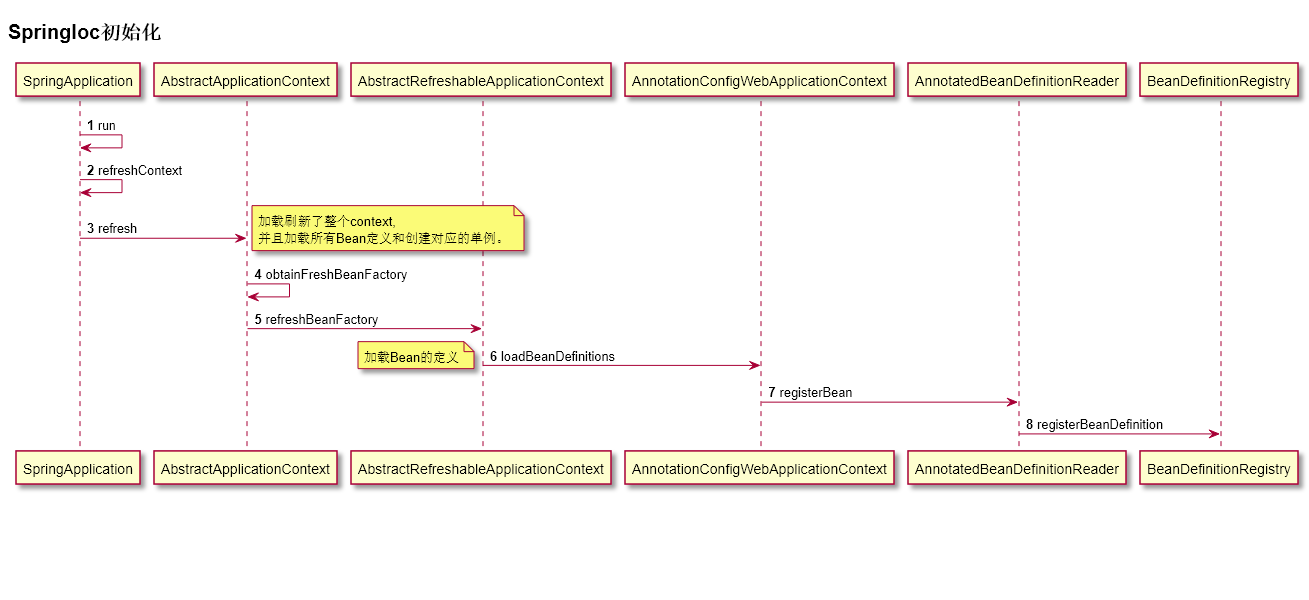 SpringIoc初始化
SpringApplication
AbstractApplicationContext
AbstractRefreshableApplicationContext
AnnotationConfigWebApplicationContext
AnnotatedBeanDefinitionReader
BeanDefinitionRegistry
1 run
2 refreshContext
3 refresh
加载刷新了整个context,
并且加载所有Bean定义和创建对应的单例。
4 obtainFreshBeanFactory
5 refreshBeanFactory
加载Bean的定义
6 loadBeanDefinitions
7 registerBean
8 registerBeanDefinition
SpringApplication
AbstractApplicationContext
AbstractRefreshableApplicationContext
AnnotationConfigWebApplicationContext
AnnotatedBeanDefinitionReader
BeanDefinitionRegistry